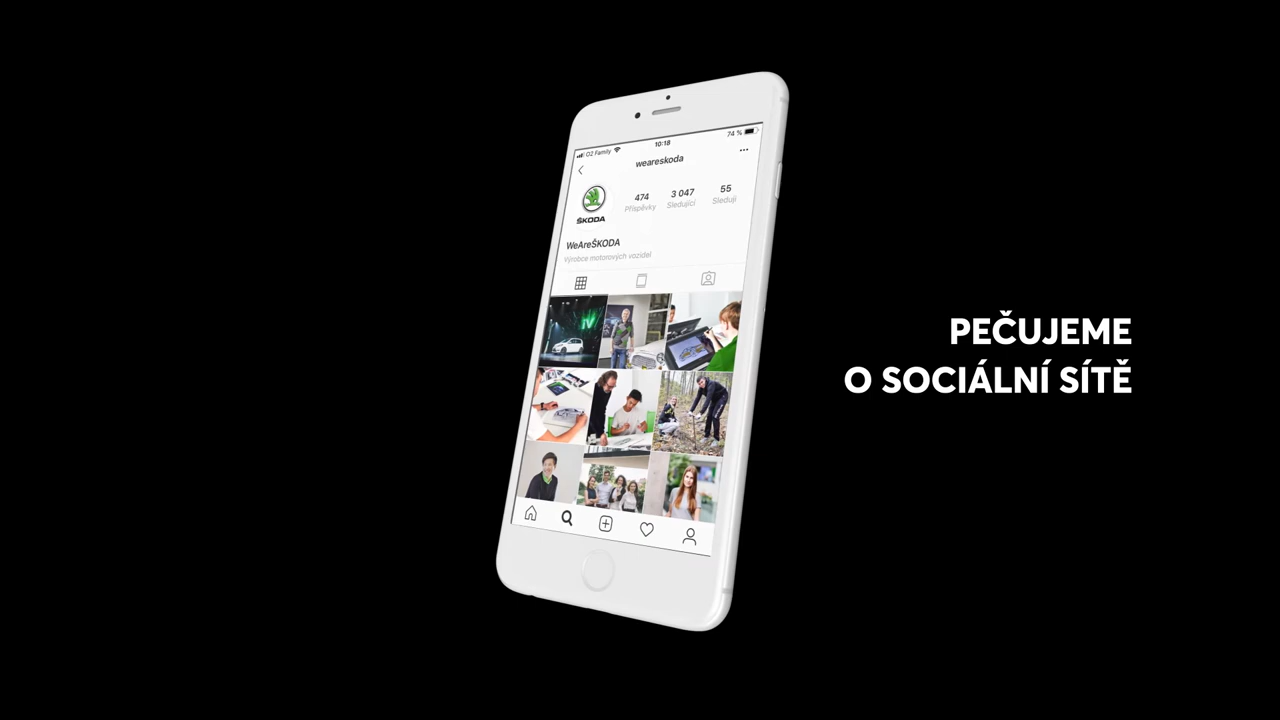 O2 Family
10:18
74 %
weareskoda
474
3 047
55
Příspěvky
Sledující
Sleduji
ŠKODA
WeAreŠKODA
Výrobce motorových vozidel
IV
PEČUJEME
O SOCIÁLNÍ SÍTĚ